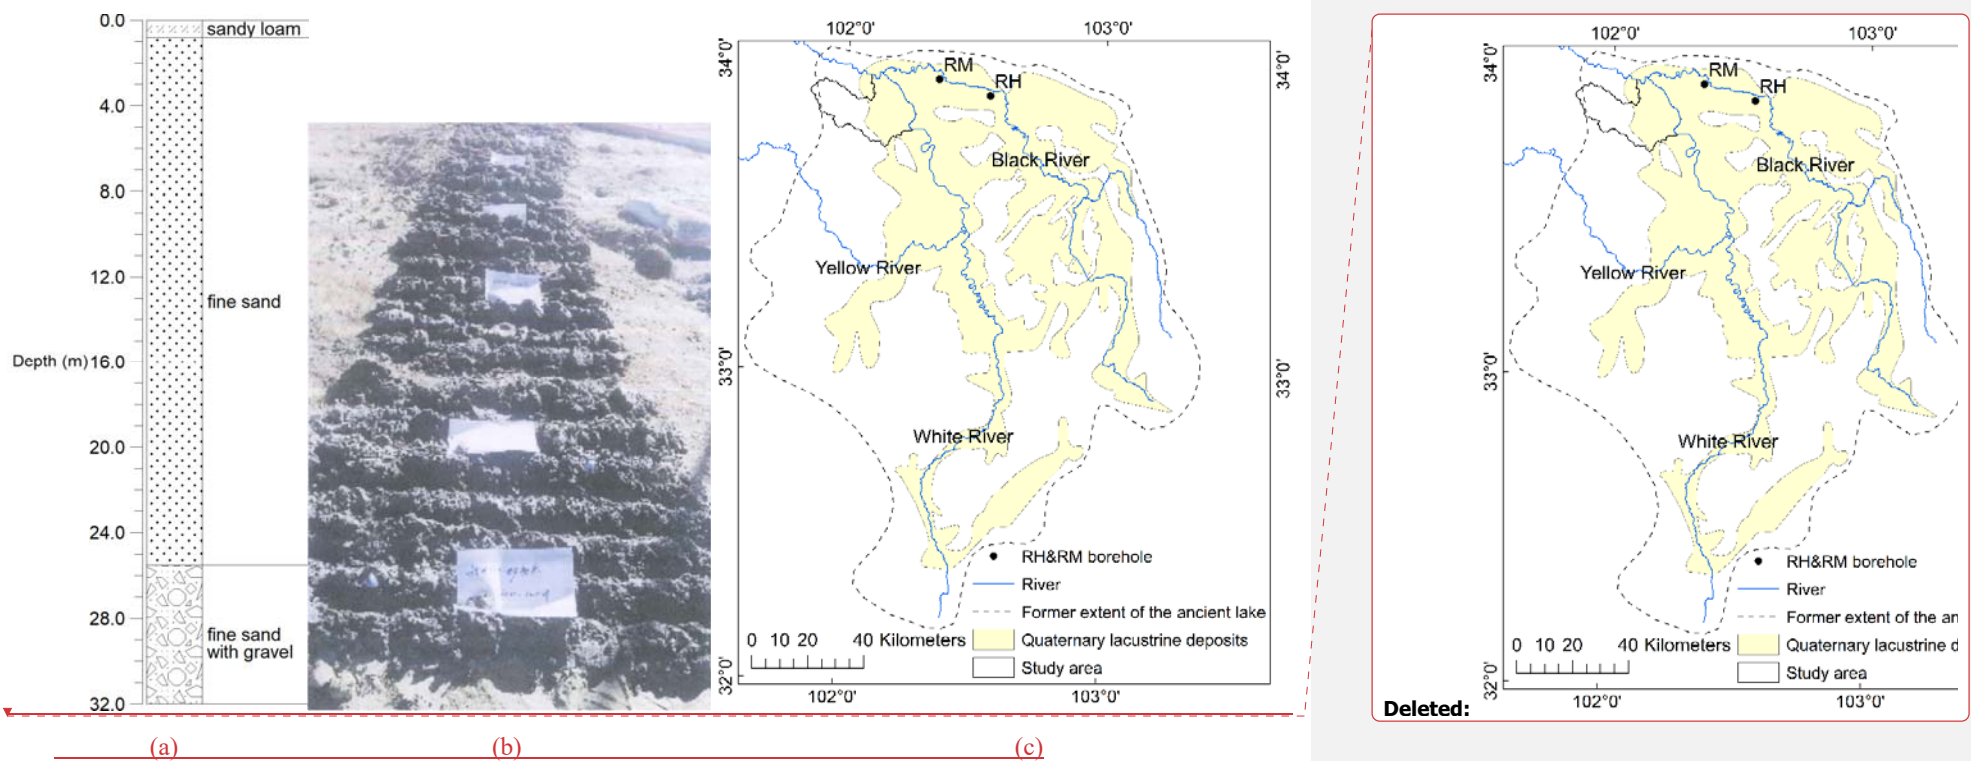 0.0
sandy loam
4.0
8.0
12.0
fine sand
Depth (m) 16.0
20.0
24.0
28.0
fine sand
with gravel
32.0
(a)
(b)
102°0'
103°0'
34°0'
34°0'
RM
RH
Black River
Yellow River
33°0'
33°0'
White River
RH&RM borehole
River
Former extent of the ancient lake
0 10 20 40 Kilometers
Quaternary lacustrine deposits
Study area
32°0'
102°0'
103°0'
(c)
102°0'
103°0'
34°0'
RM
RH
Black River
Yellow River
33°0'
White River
RH&RM borehole
River
Former extent of the an
0 10 20 40 Kilometers
Quaternary lacustrine d
Study area
32°0'
102°0'
103°0'
Deleted: